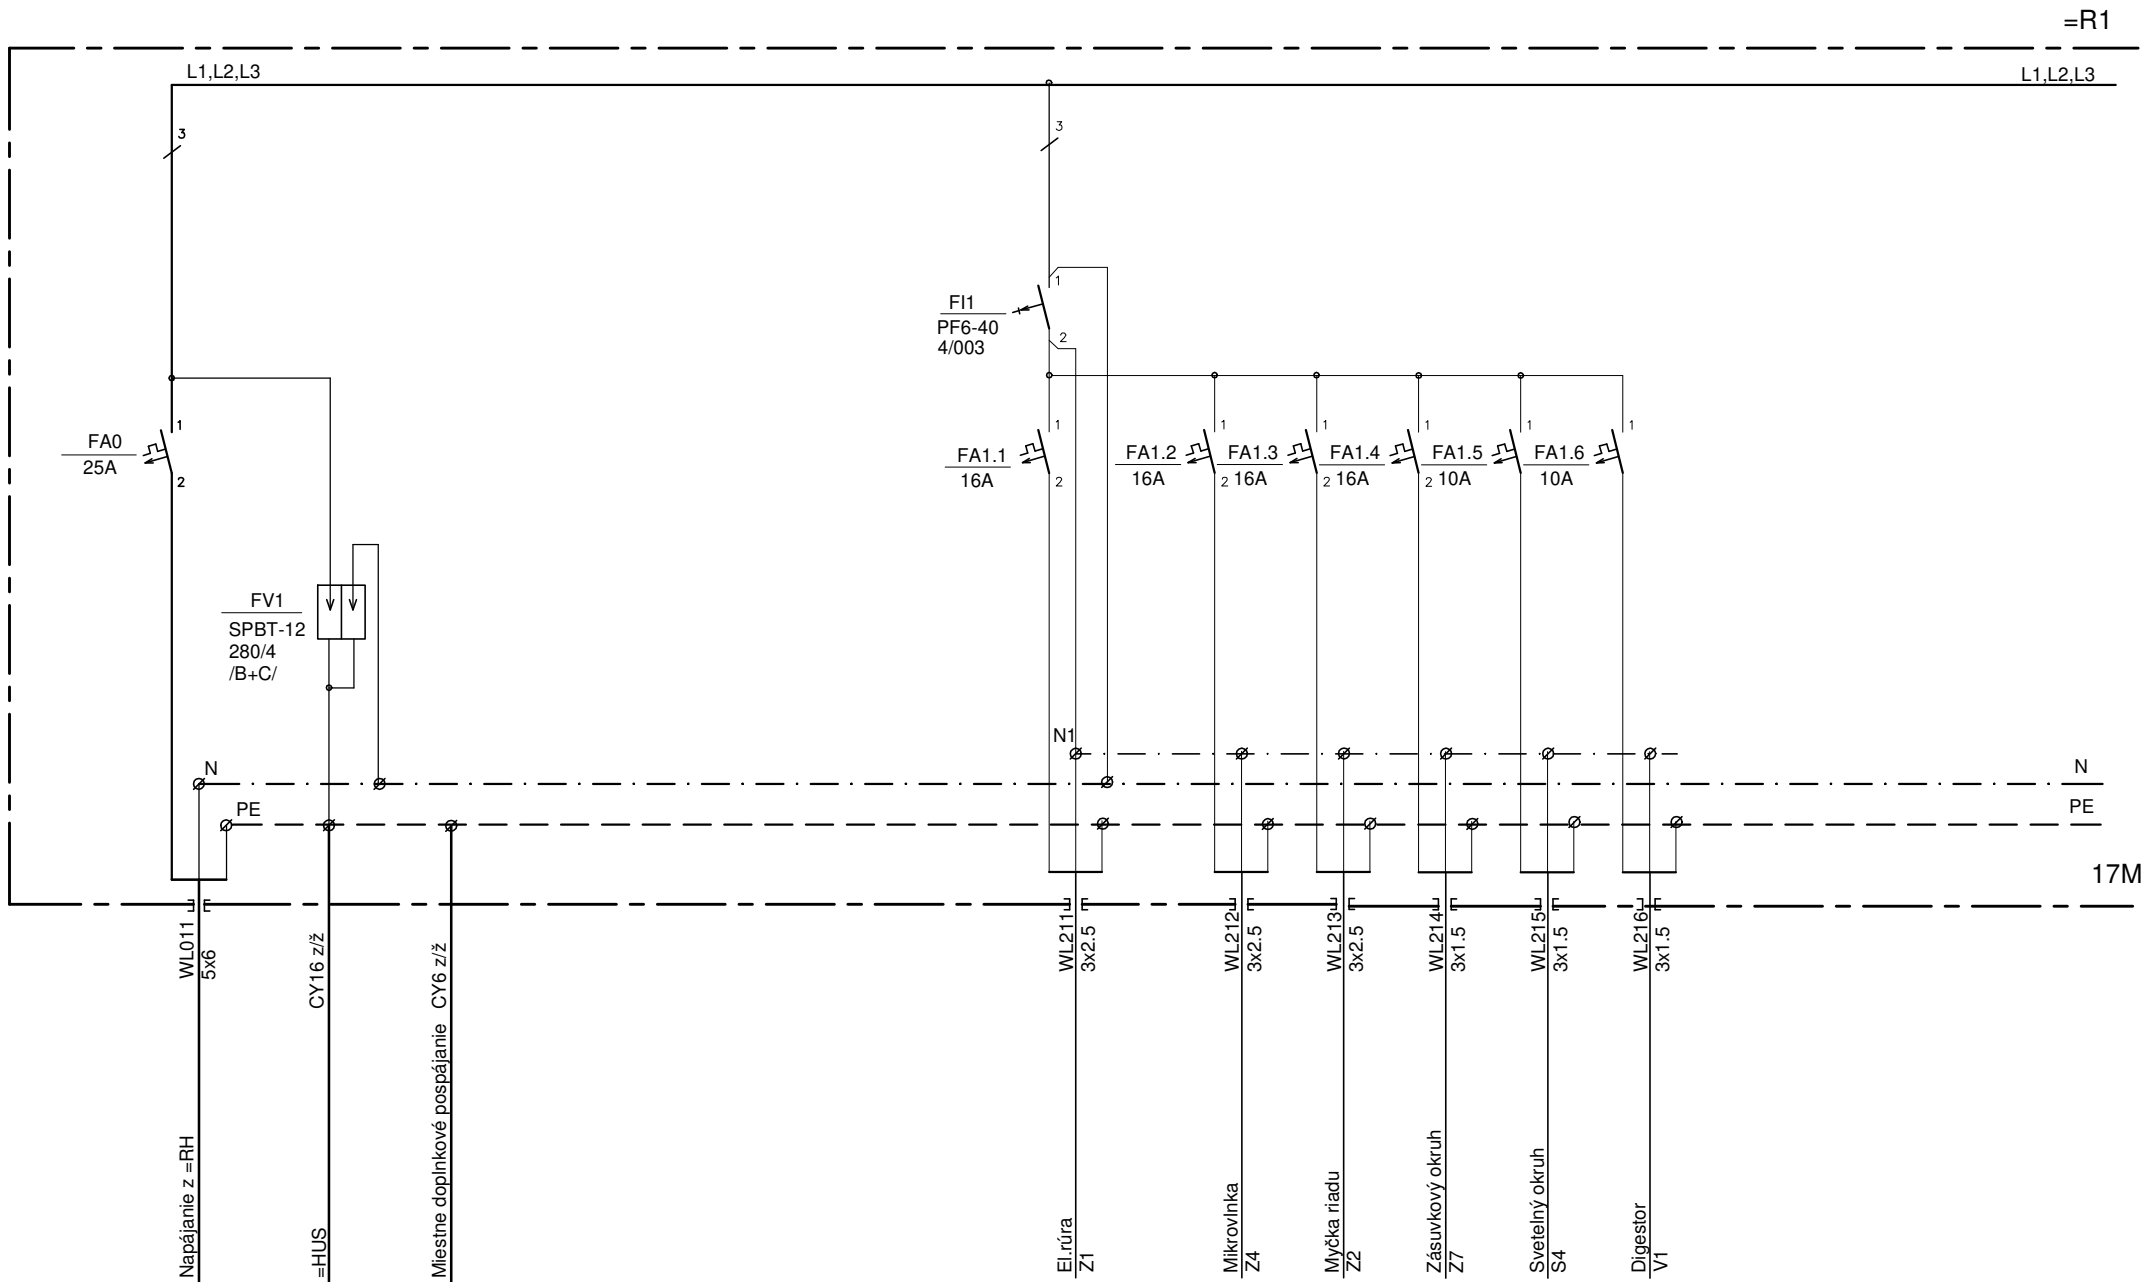 =R1
L1,L2,L3
L1,L2,L3
3
3
1
FI1
PF6-40
4/003
2
1
FA0
25A
2
1
FA1.1
16A
2
1
FA1.2
16A
2
1
FA1.3
16A
2
1
FA1.4
16A
2
1
FA1.5
10A
1
FA1.6
10A
FV1
SPBT-12
280/4
/B+C/
N1
N
N
PE
PE
17M
WL011
5x6
CY16 z/ž
CY6 z/ž
WL211
3x2.5
WL212
3x2.5
WL213
3x2.5
WL214
3x1.5
WL215
3x1.5
WL216
3x1.5
Napájanie z =RH
=HUS
Miestne doplnkové pospájanie
El.rúra
Z1
Mikrovlnka
Z4
Myčka riadu
Z2
Zásuvkový okruh
Z7
Svetelný okruh
S4
Digestor
V1